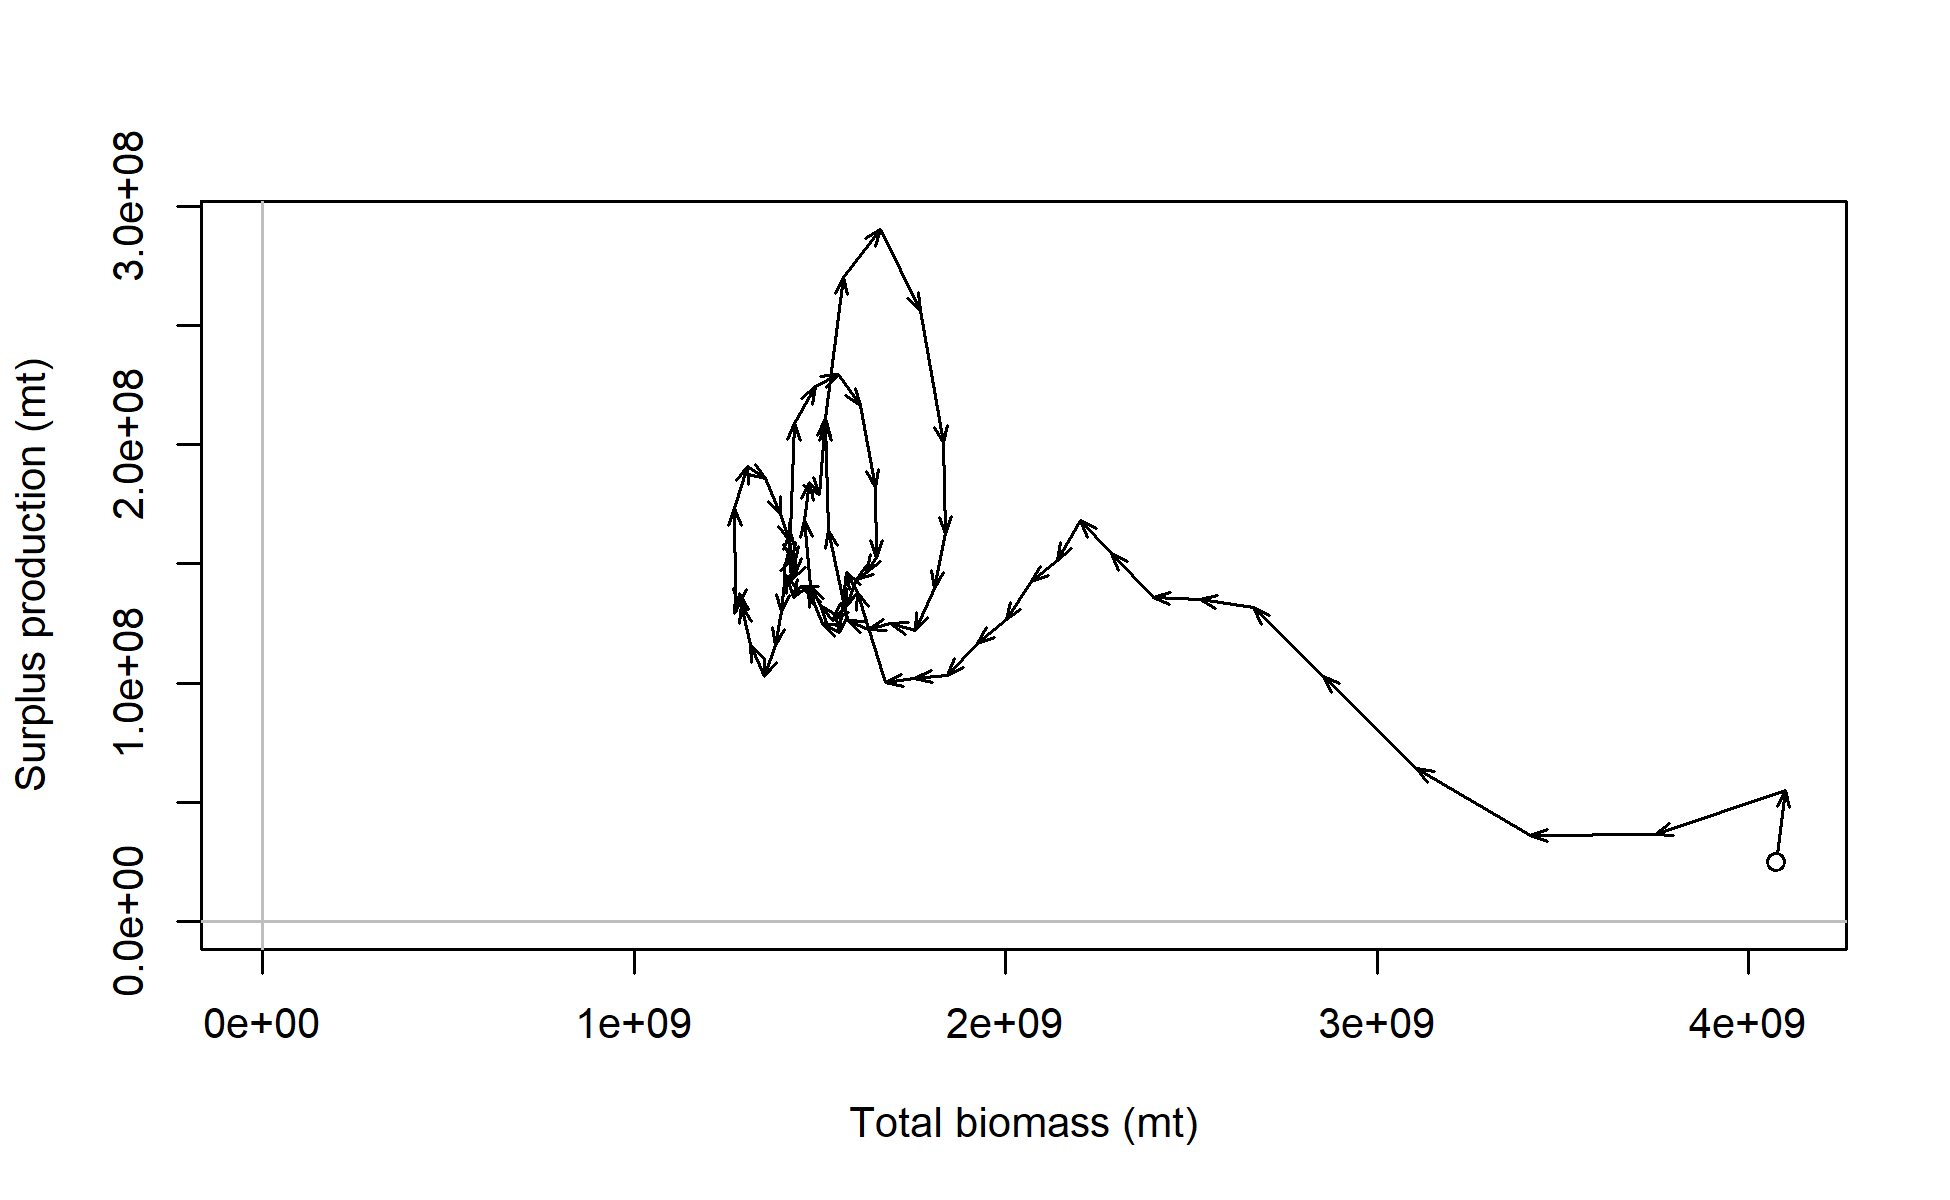 Surplus production (mt)
3.0e+08
2.0e+08
1.0e+08
0.0e+00
0e+00 1e+09 2e+09 3e+09 4e+09
Total biomass (mt)